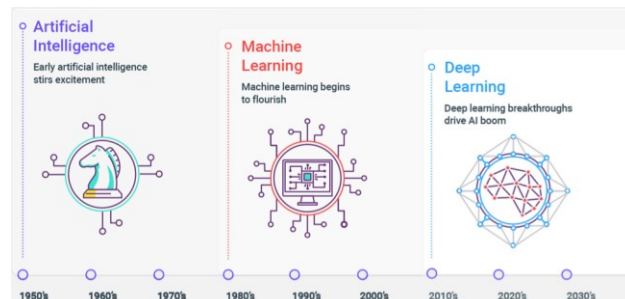 Artificial
Intelligence
Early artificial intelligence
stirs excitement
Machine
Learning
Machine learning begins
to flourish
Deep
Learning
Deep learning breakthroughs
drive AI boom
1950's 1960's 1970's 1980's 1990's 2000's 2010's 2020's 2030's